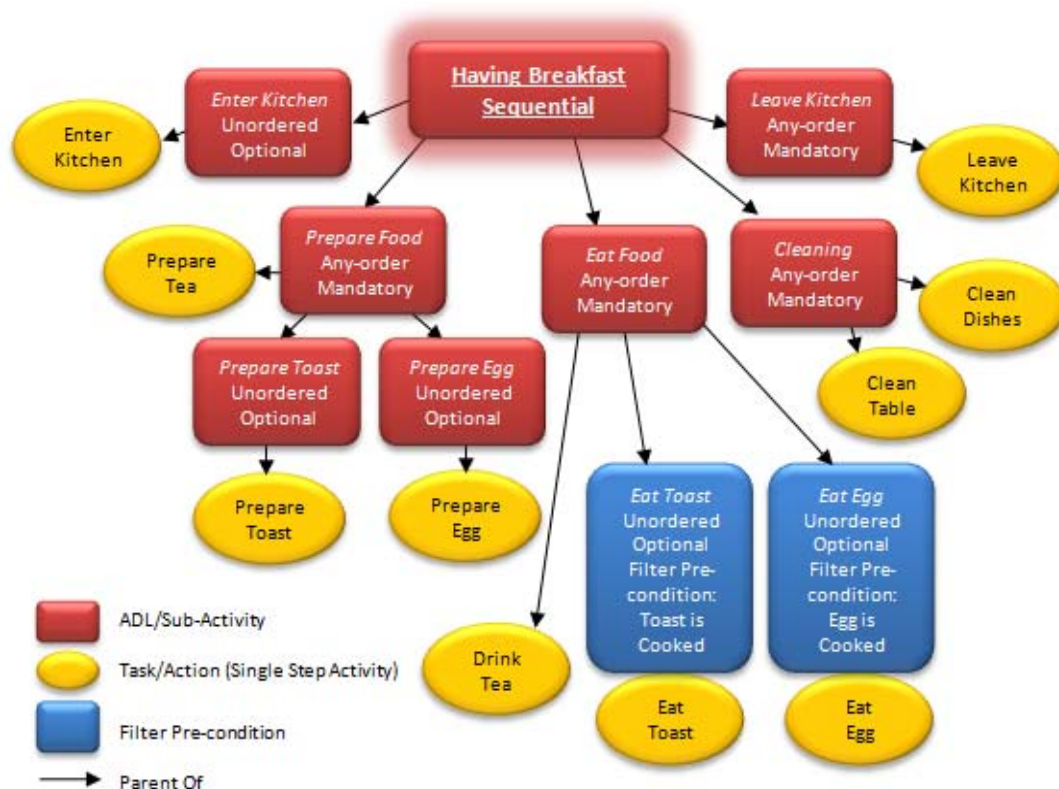 Having Breakfast
Sequential
Enter Kitchen
Unordered
Optional
Leave Kitchen
Any-order
Mandatory
Enter
Kitchen
Leave
Kitchen
Prepare Food
Any-order
Mandatory
Eat Food
Any-order
Mandatory
Cleaning
Any-order
Mandatory
Prepare
Tea
Clean
Dishes
Prepare Toast
Unordered
Optional
Prepare Egg
Unordered
Optional
Clean
Table
Prepare
Toast
Prepare
Egg
Eat Toast
Unordered
Optional
Filter Pre-
condition:
Toast is
Cooked
Eat Egg
Unordered
Optional
Filter Pre-
condition:
Egg is
Cooked
Drink
Tea
Eat
Toast
Eat
Egg
ADL/Sub-Activity
Task/Action (Single Step Activity)
Filter Pre-condition
Parent Of